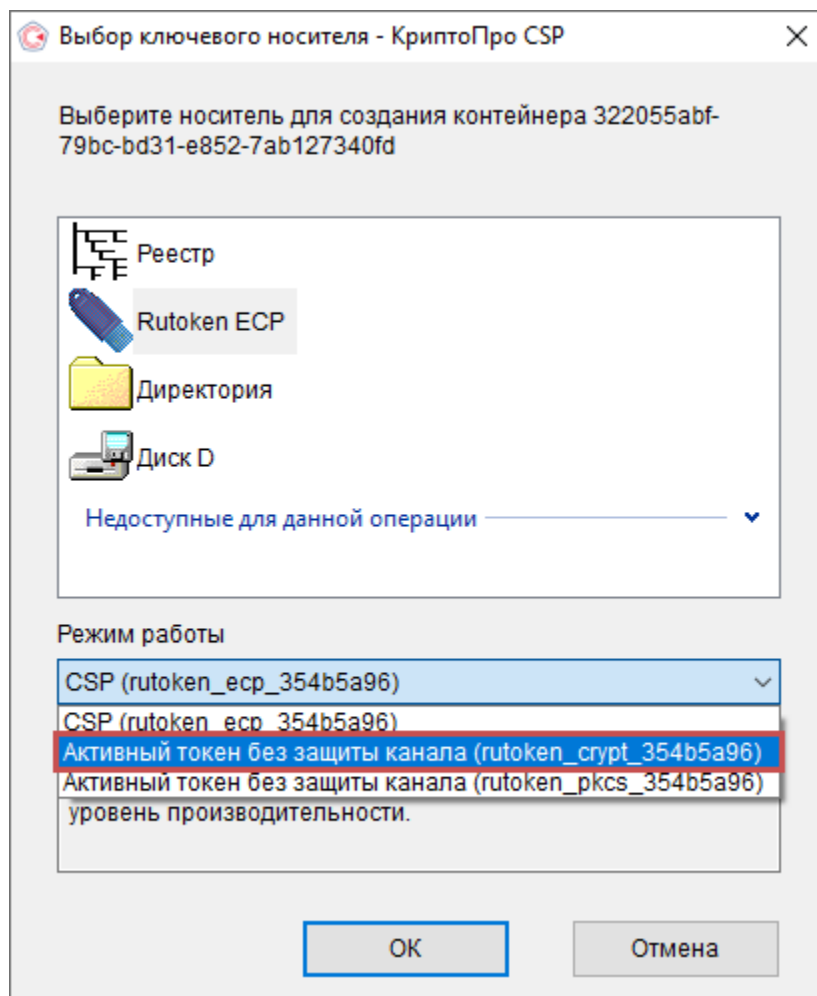 Выбор ключевого носителя - КриптоПро CSP
Выберите носитель для создания контейнера 322055abf-
79bc-bd31-e852-7ab127340fd
Реестр
Rutoken ECP
Директория
Диск D
Недоступные для данной операции
Режим работы
CSP (rutoken_ecp_354b5a96)
CSP (rutoken_ecp_354b5a96)
Активный токен без защиты канала (rutoken_crypt_354b5a96)
Активный токен без защиты канала (rutoken_pkcs_354b5a96)
уровень производительности.
ОК
Отмена